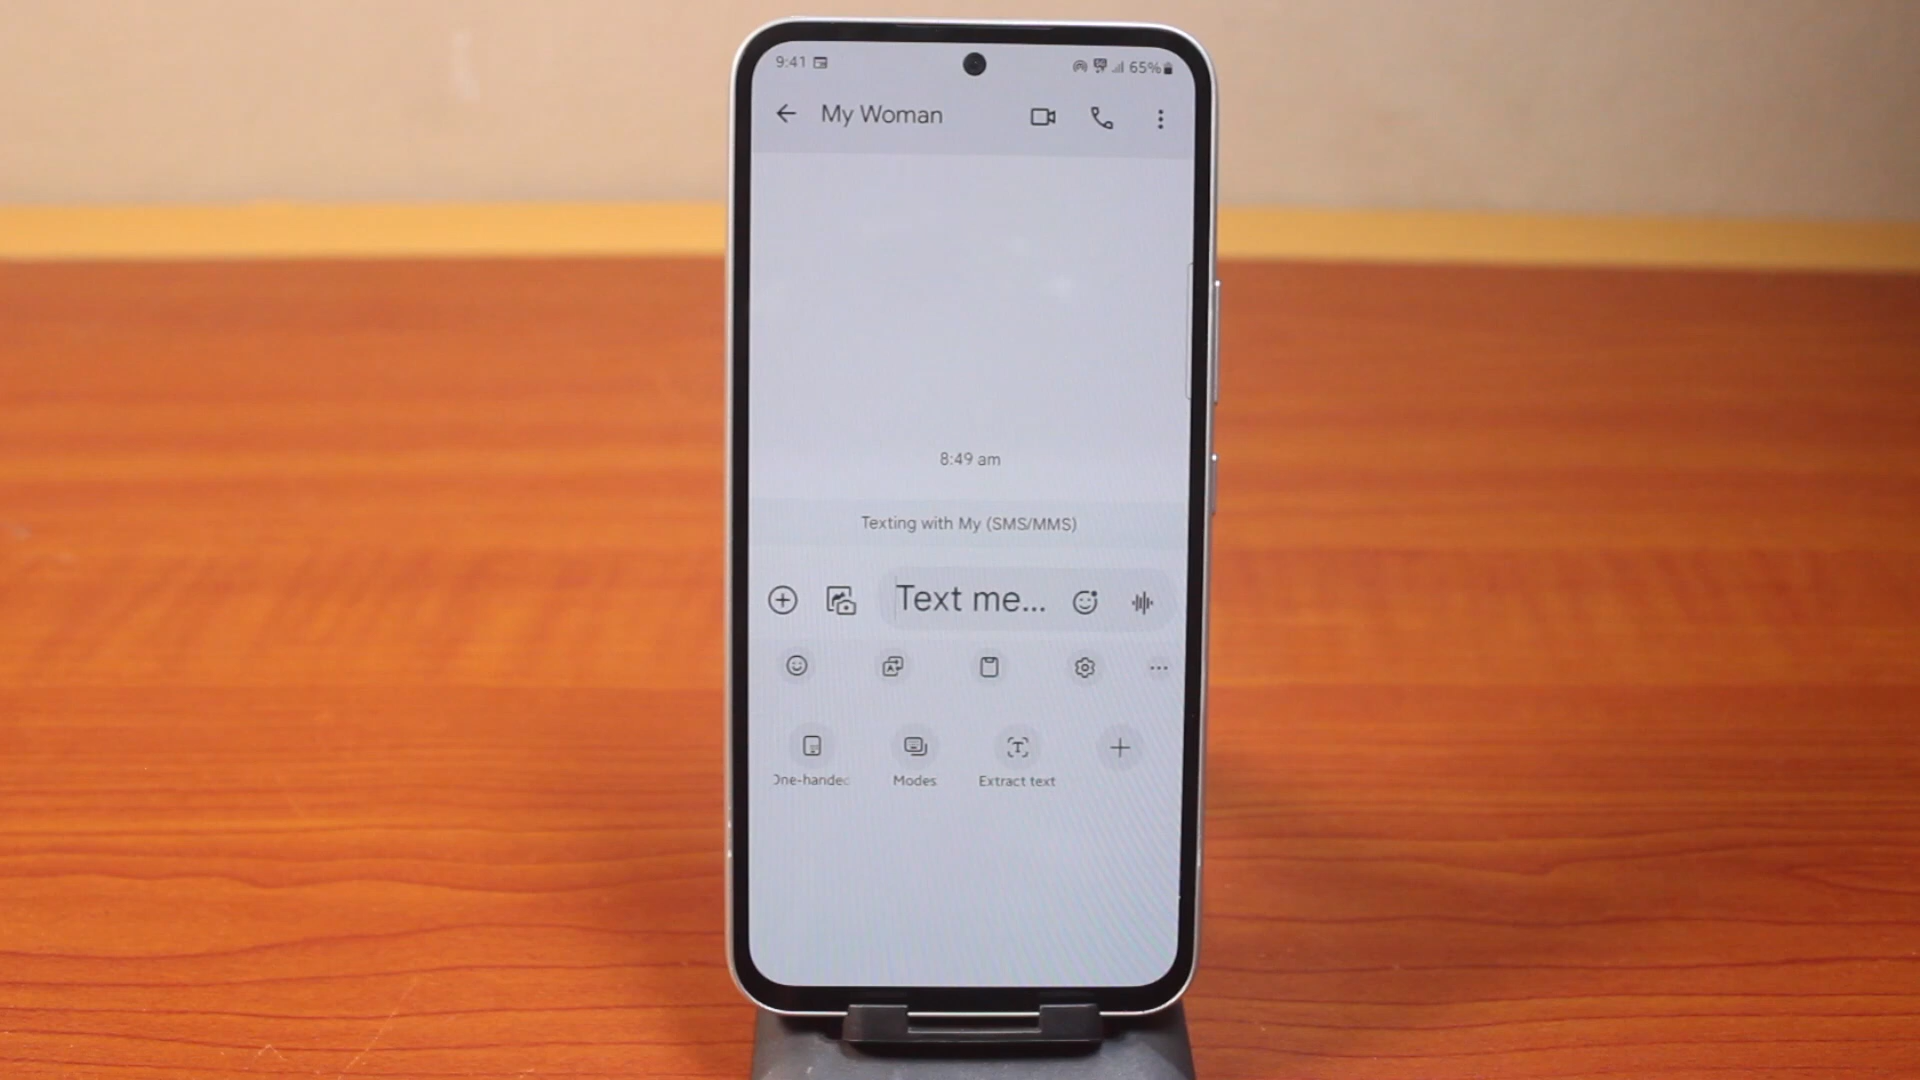 9:41
65%
My Woman
8:49 am
Texting with My (SMS/MMS)
Text me...
One-handed
Modes
Extract text